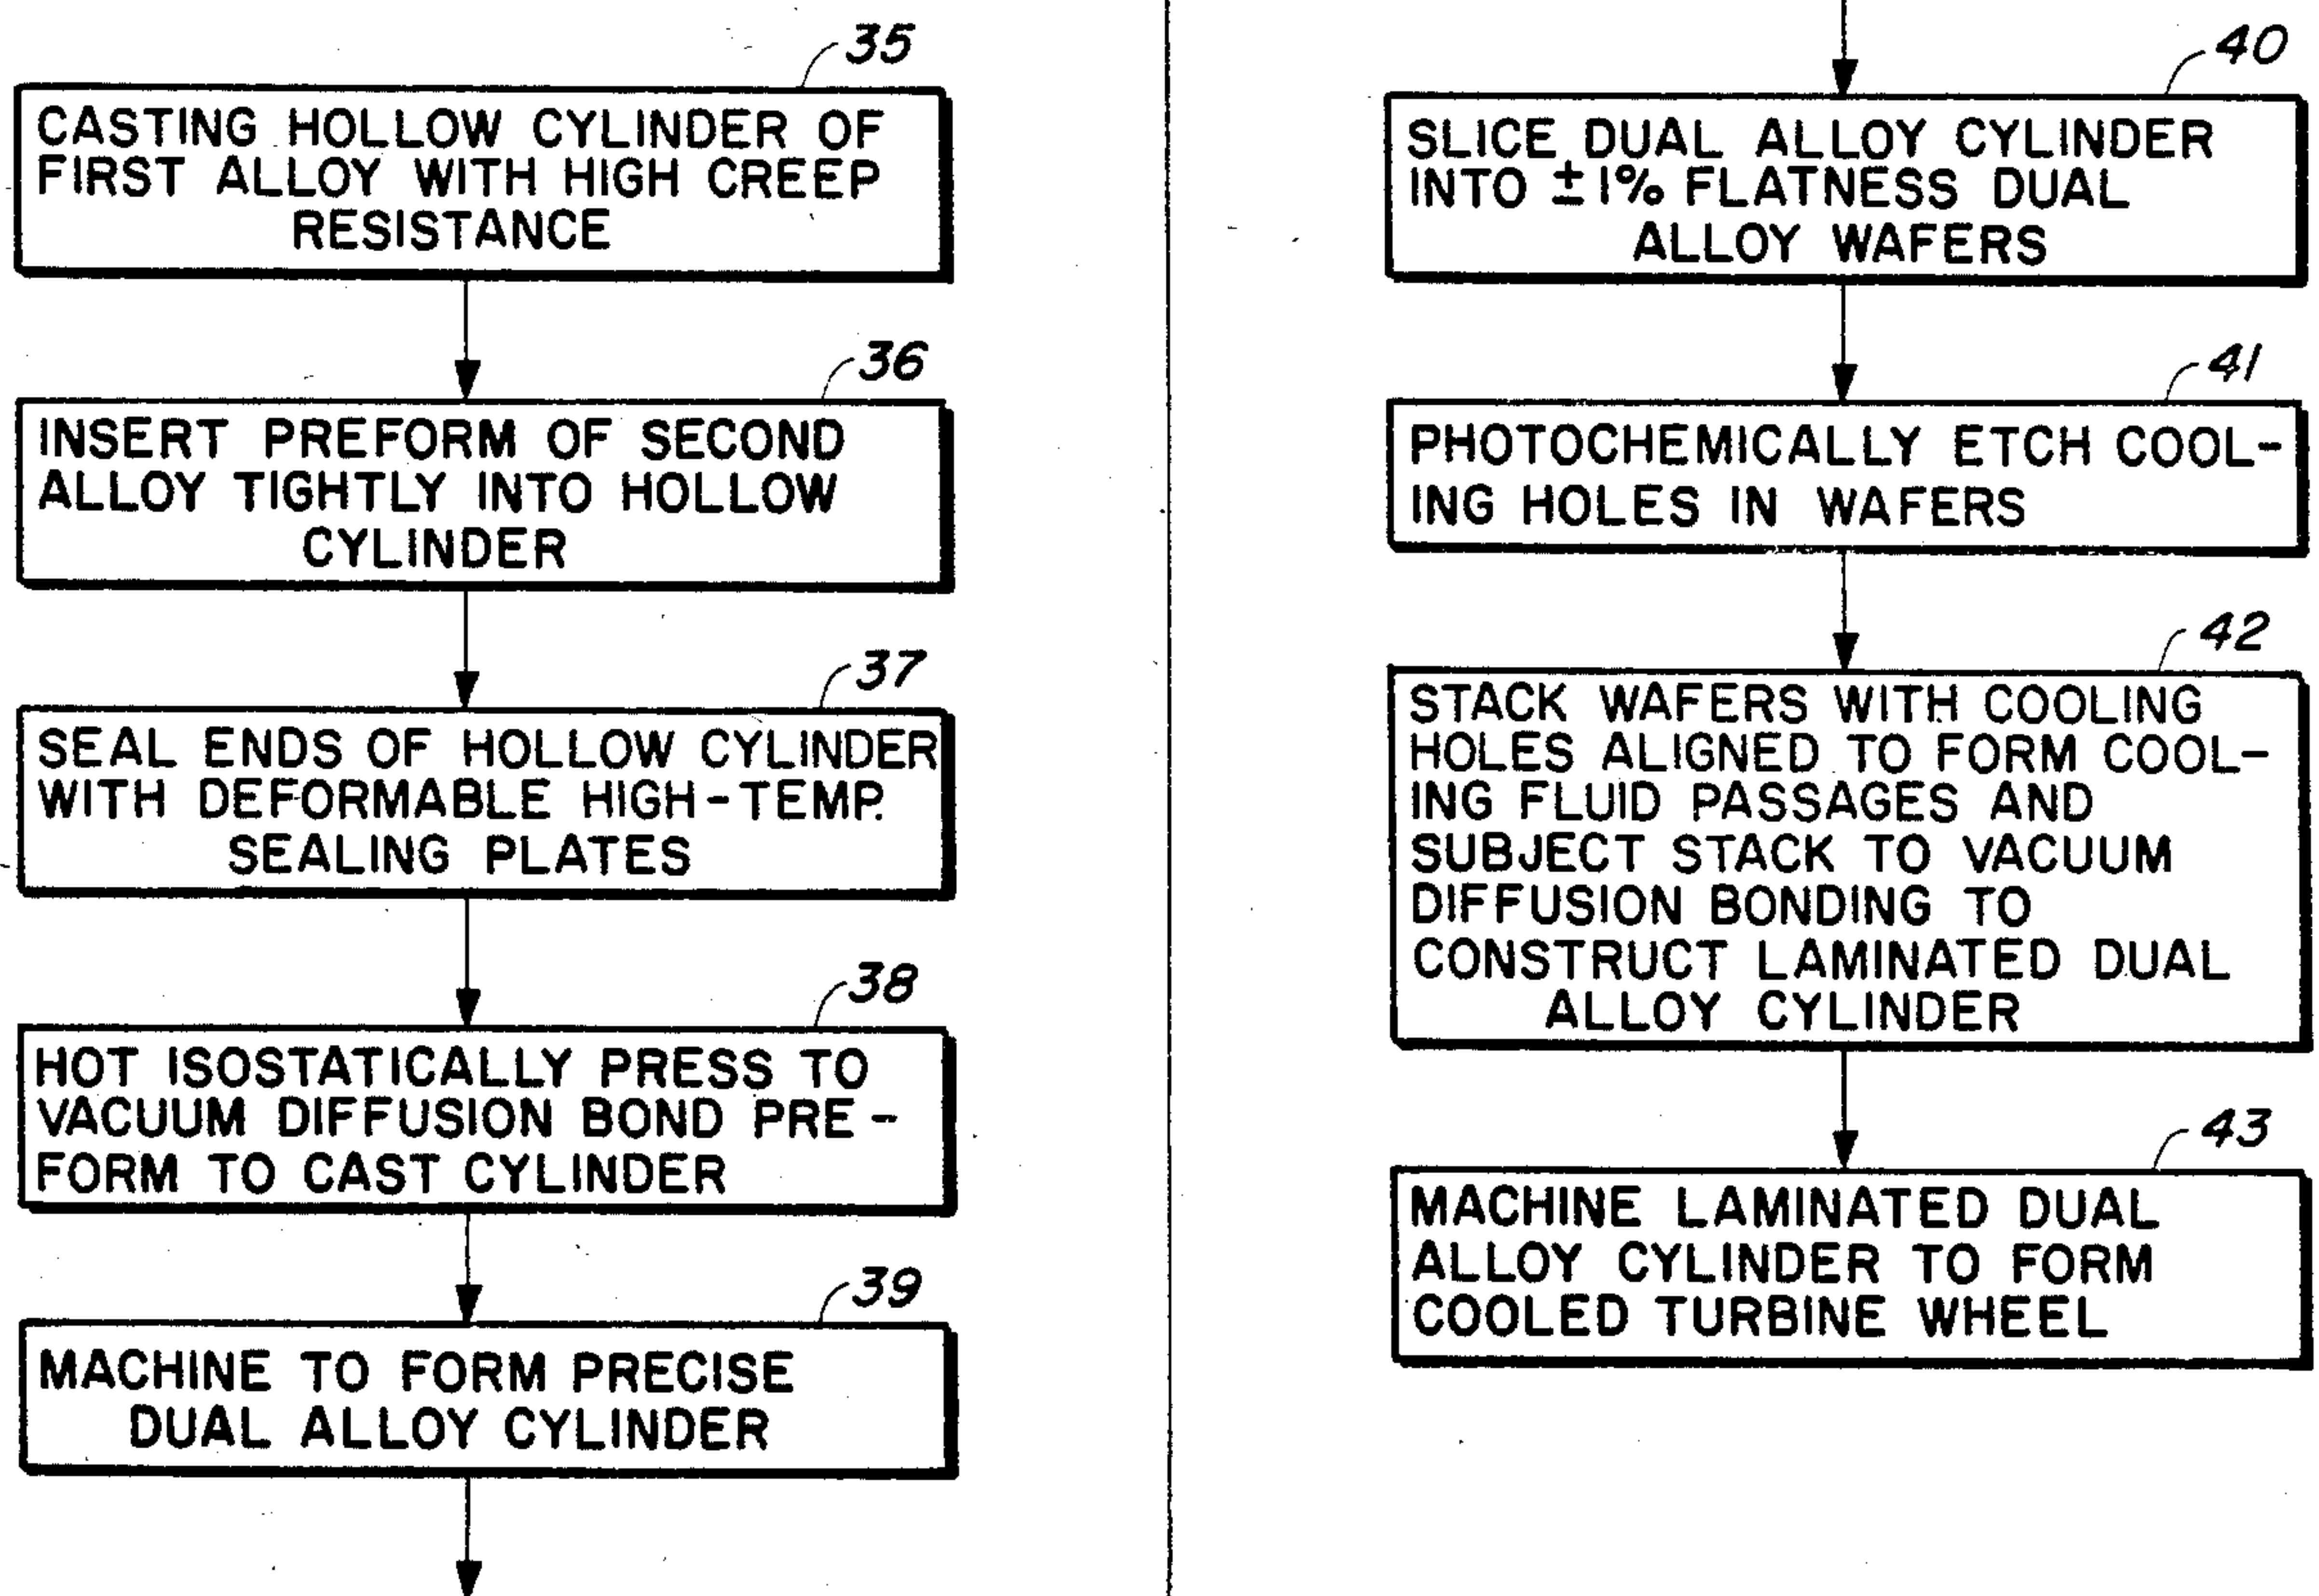 35
CASTING HOLLOW CYLINDER OF
FIRST ALLOY WITH HIGH CREEP
RESISTANCE
36
INSERT PREFORM OF SECOND
ALLOY TIGHTLY INTO HOLLOW
CYLINDER
37
SEAL ENDS OF HOLLOW CYLINDER
WITH DEFORMABLE HIGH-TEMP.
SEALING PLATES
38
HOT ISOSTATICALLY PRESS TO
VACUUM DIFFUSION BOND PRE-
FORM TO CAST CYLINDER
39
MACHINE TO FORM PRECISE
DUAL ALLOY CYLINDER
40
SLICE DUAL ALLOY CYLINDER
INTO ±1% FLATNESS DUAL
ALLOY WAFERS
41
PHOTOCHEMICALLY ETCH COOL-
ING HOLES IN WAFERS
42
STACK WAFERS WITH COOLING
HOLES ALIGNED TO FORM COOL-
ING FLUID PASSAGES AND
SUBJECT STACK TO VACUUM
DIFFUSION BONDING TO
CONSTRUCT LAMINATED DUAL
ALLOY CYLINDER
43
MACHINE LAMINATED DUAL
ALLOY CYLINDER TO FORM
COOLED TURBINE WHEEL